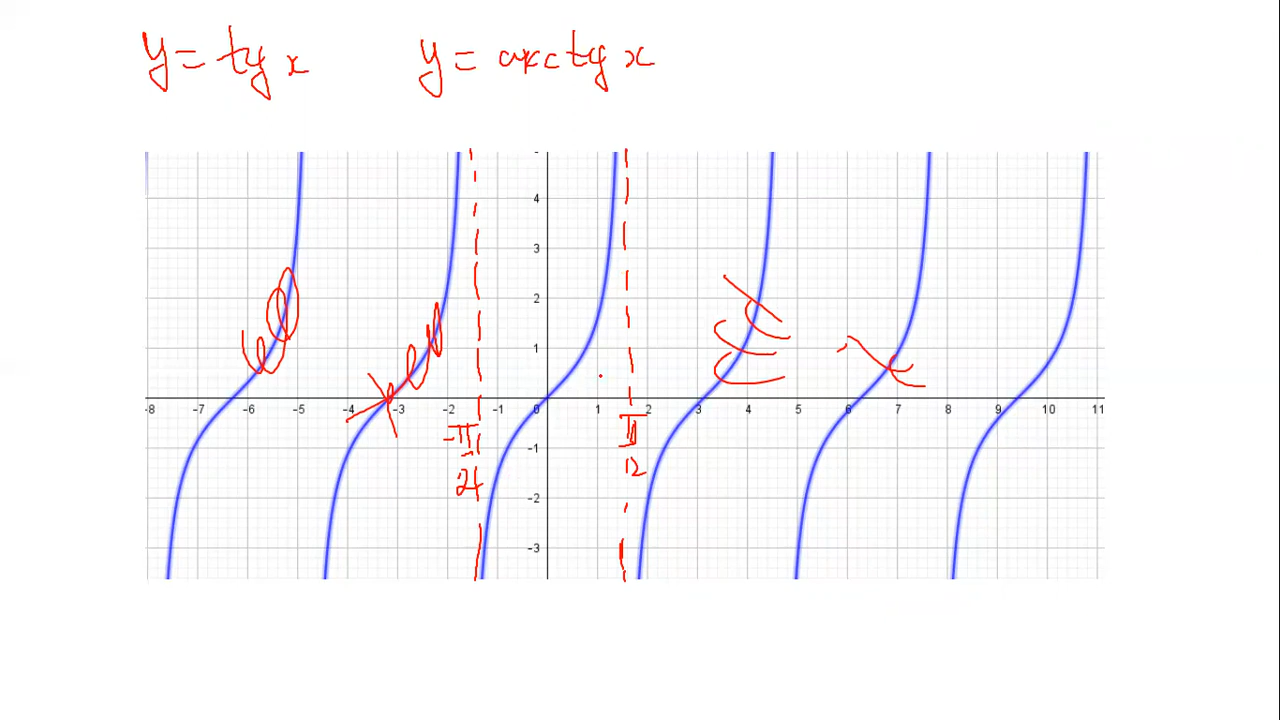 y = tg x y = arctg x
4
3
2
1
-8 -7 -6 -5 -4 -3 -2 -1 0 1 2 3 4 5 6 7 8 9 10 11
-π/2 π/2
-1
-2
-3